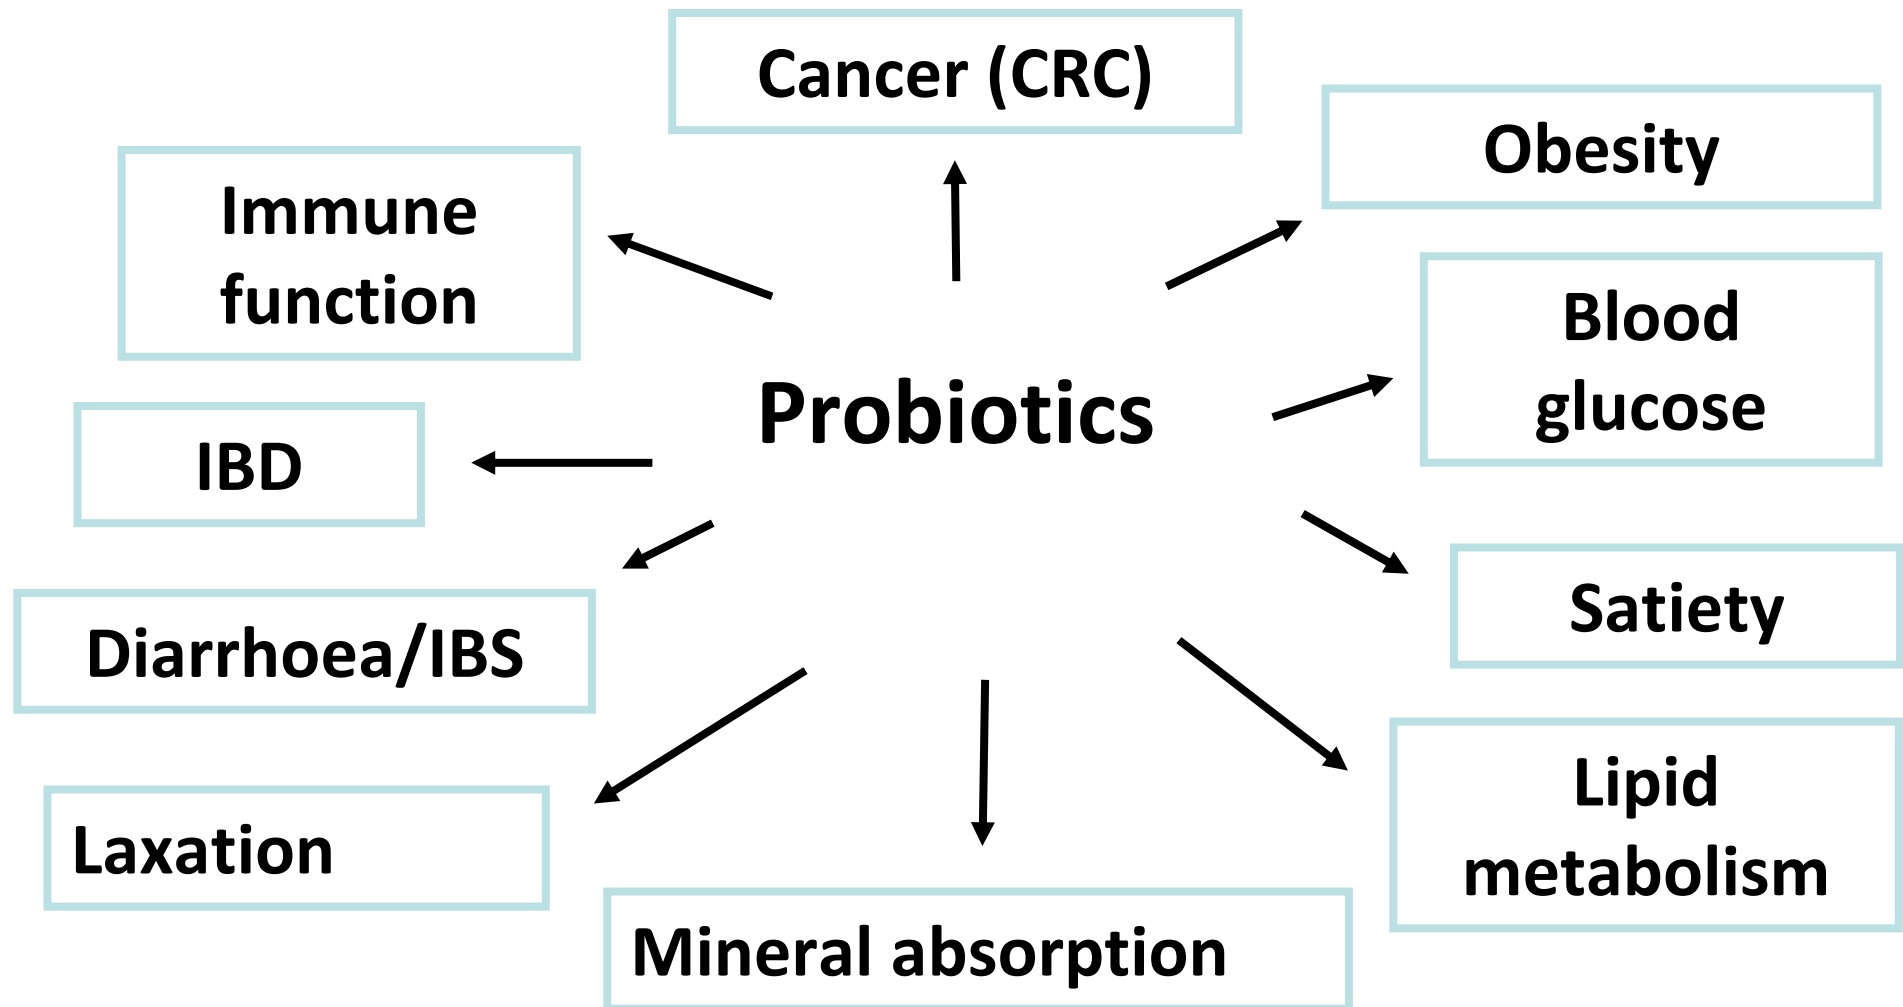 Cancer (CRC)
Obesity
Immune
function
Blood
glucose
Probiotics
IBD
Satiety
Diarrhoea/IBS
Lipid
metabolism
Laxation
Mineral absorption